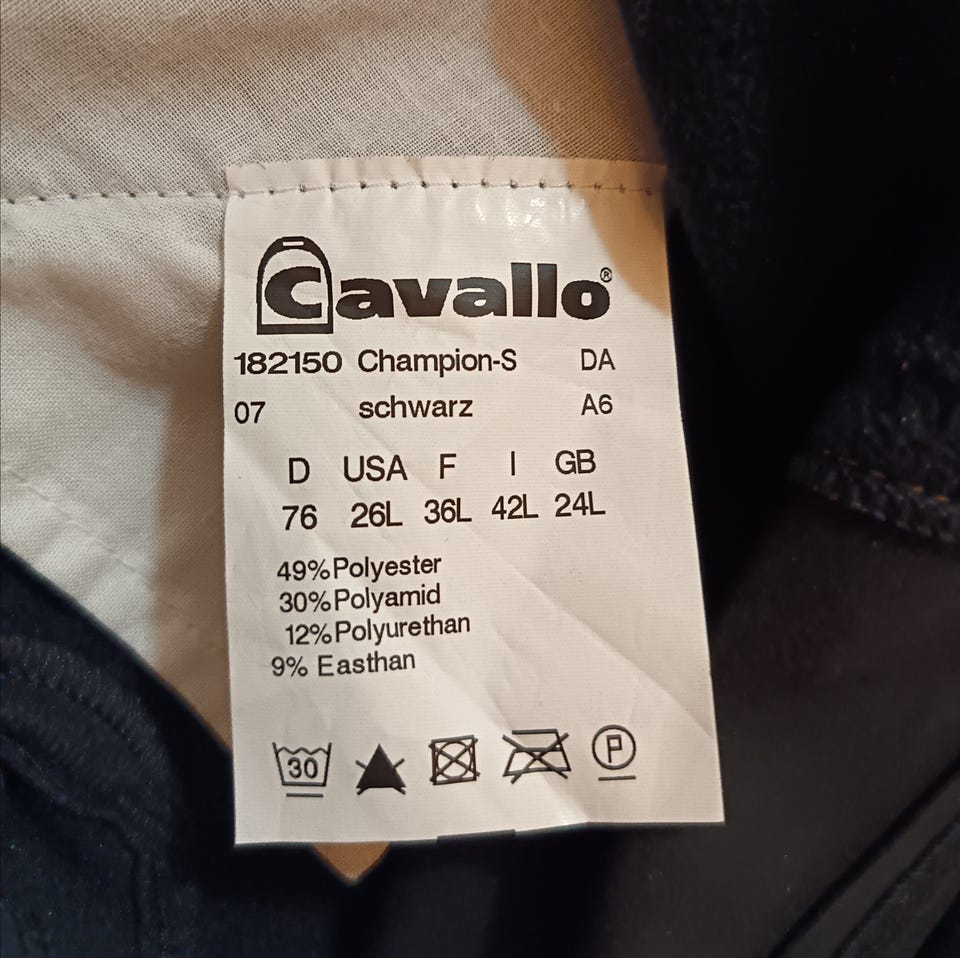 Cavallo®
182150 Champion-S DA
07 schwarz A6
D USA F I GB
76 26L 36L 42L 24L
49%Polyester
30%Polyamid
12%Polyurethan
9% Easthan
30 P